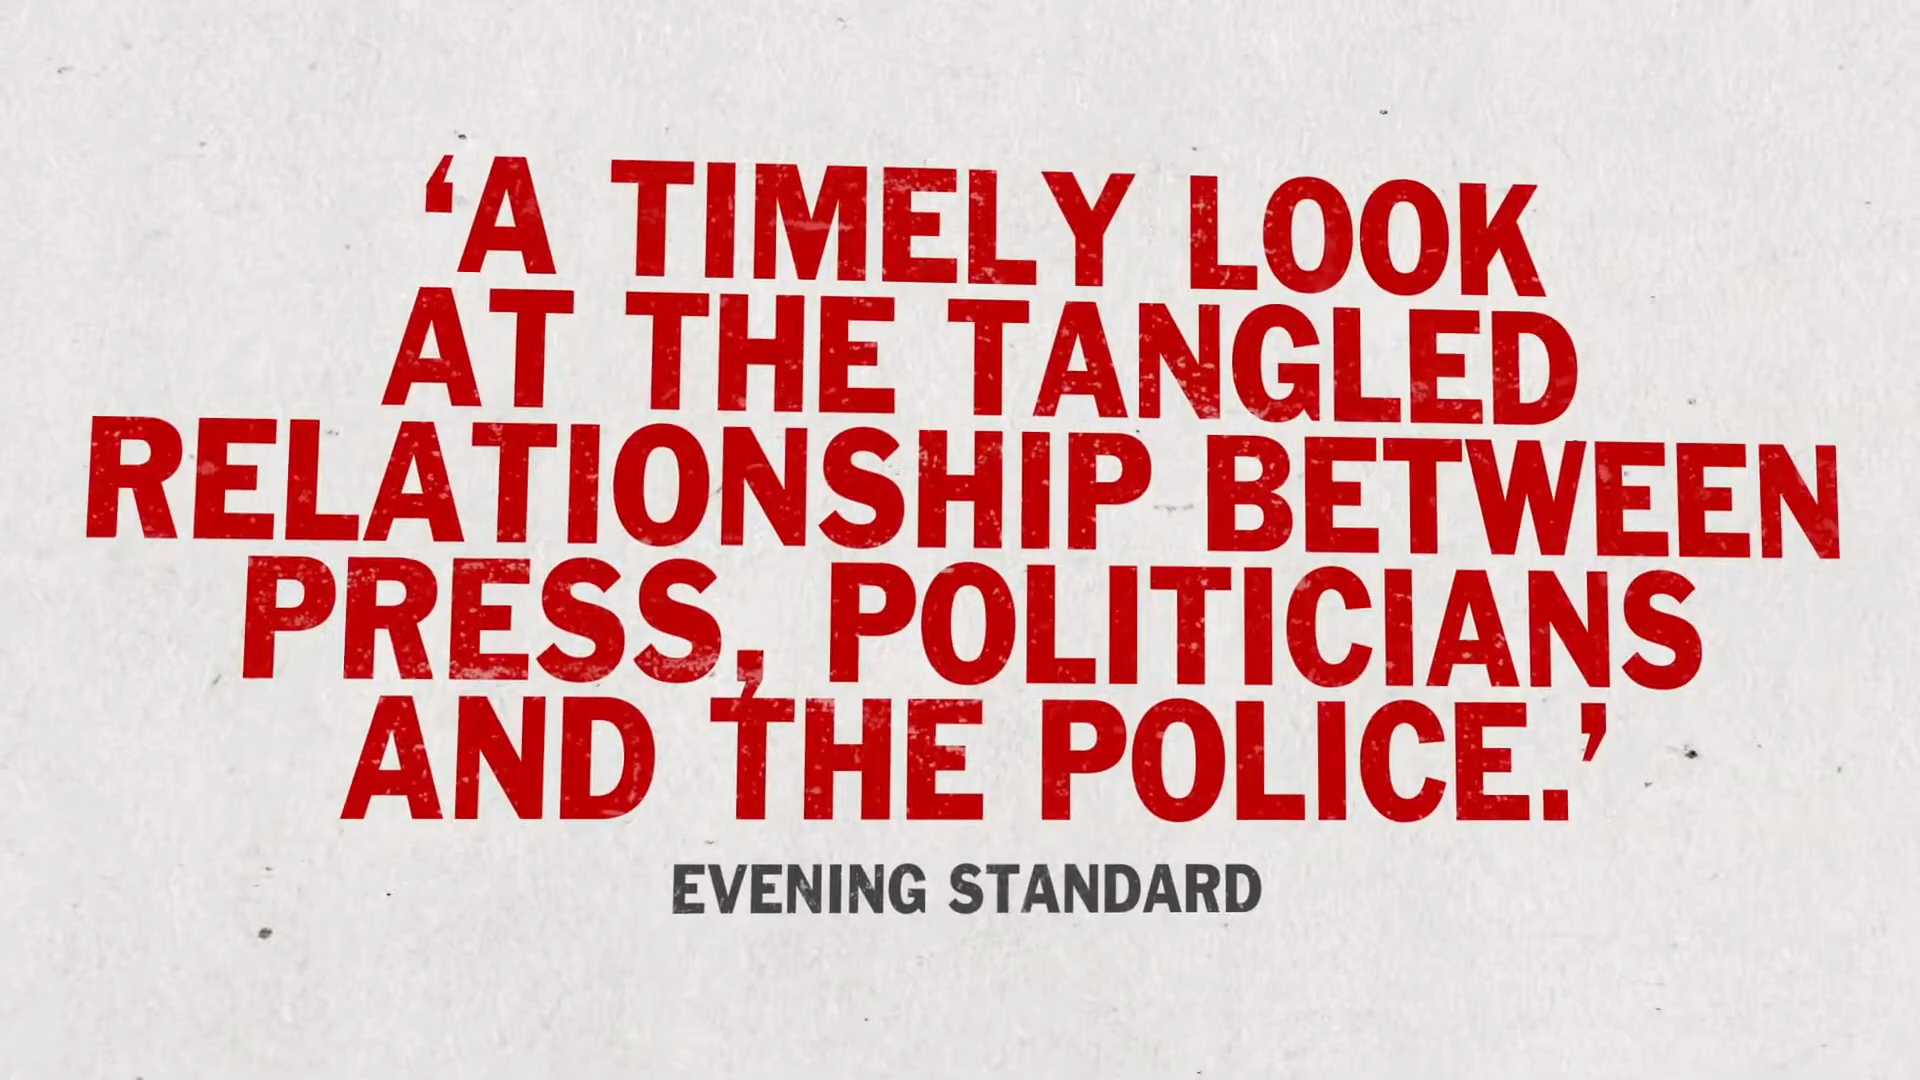 ‘A TIMELY LOOK
AT THE TANGLED
RELATIONSHIP BETWEEN
PRESS, POLITICIANS
AND THE POLICE.’
EVENING STANDARD